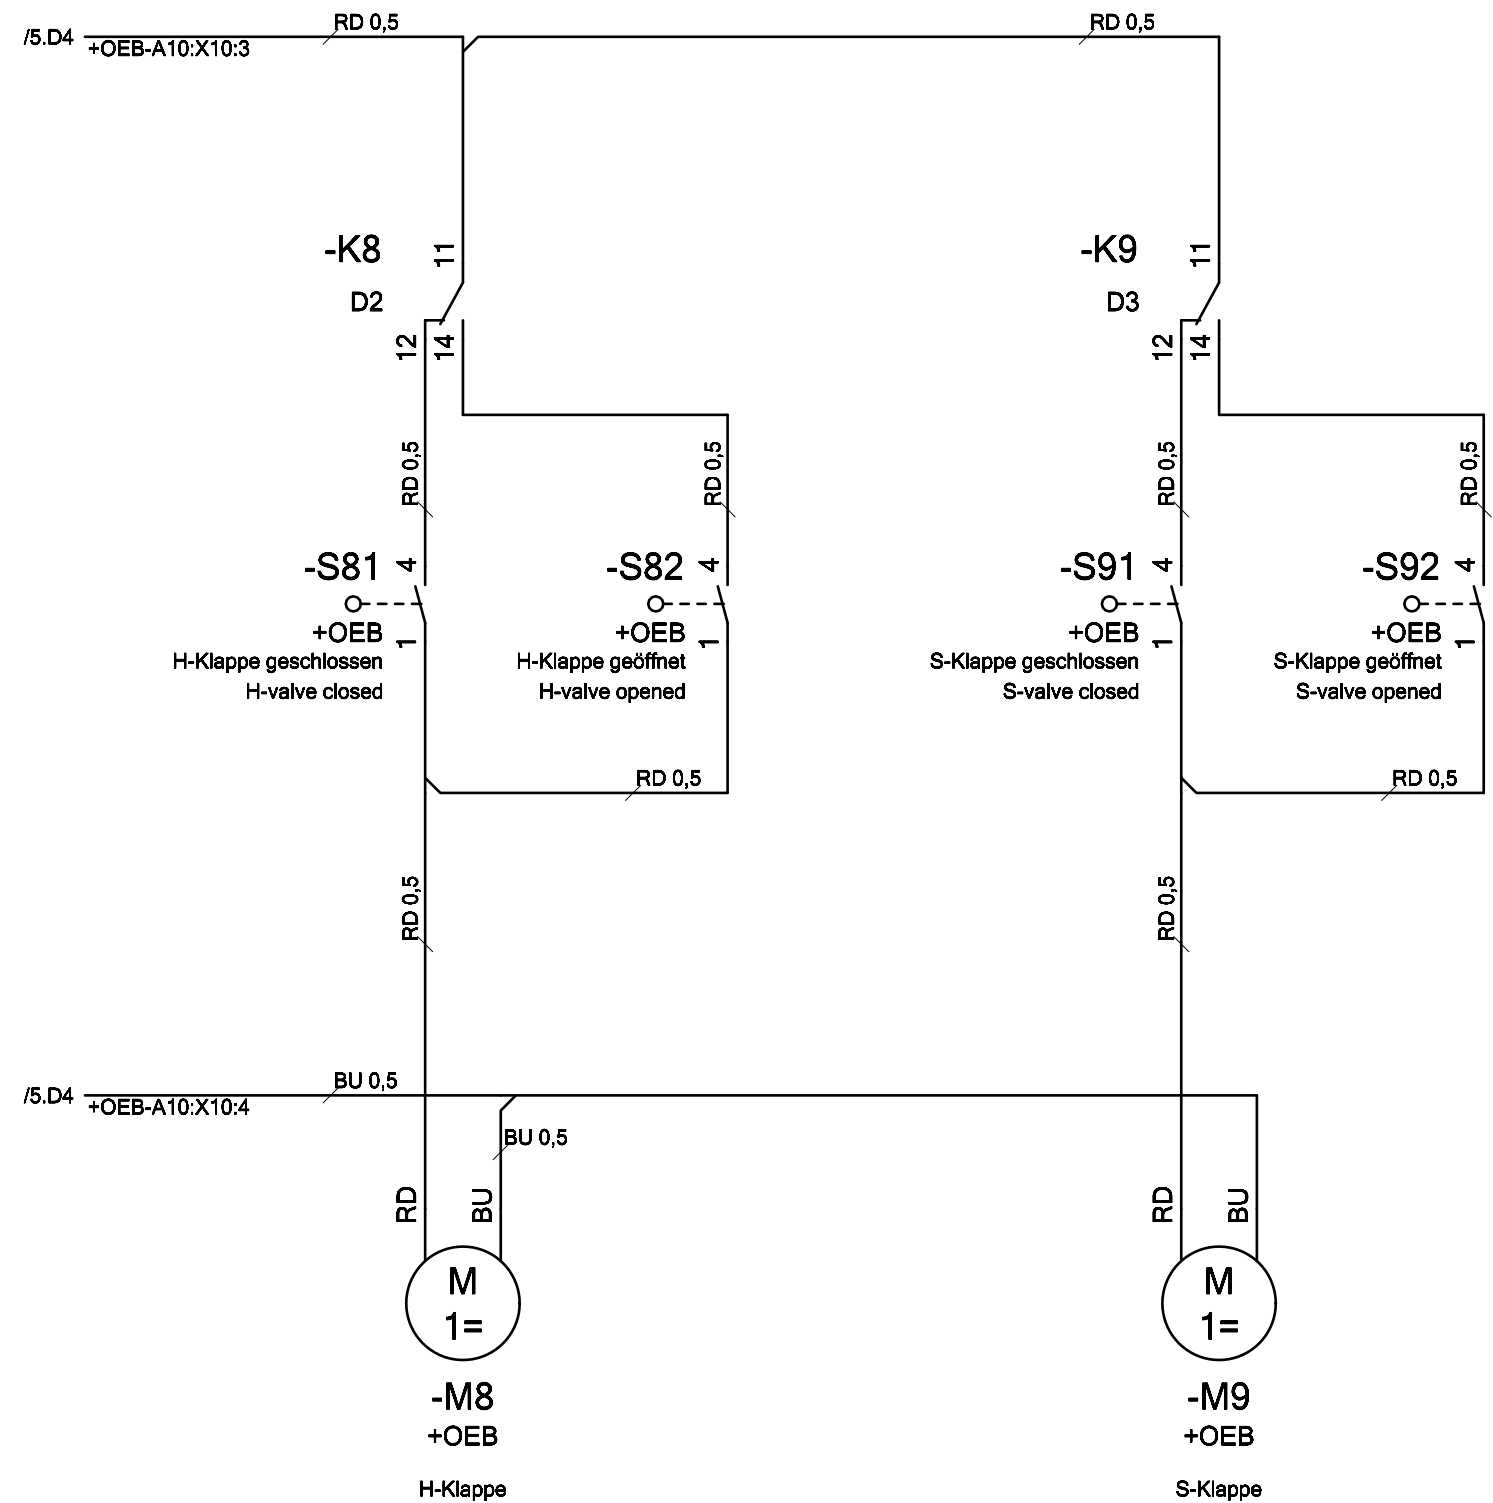 RD 0,5
RD 0,5
/5.D4
+OEB-A10:X10:3
-K8
11
-K9
11
D2
D3
12
14
12
14
RD 0,5
RD 0,5
RD 0,5
RD 0,5
-S81
4
-S82
4
-S91
4
-S92
4
+OEB
1
+OEB
1
+OEB
1
+OEB
1
H-Klappe geschlossen
H-Klappe geöffnet
S-Klappe geschlossen
S-Klappe geöffnet
H-valve closed
H-valve opened
S-valve closed
S-valve opened
RD 0,5
RD 0,5
RD 0,5
RD 0,5
BU 0,5
/5.D4
+OEB-A10:X10:4
BU 0,5
RD
BU
RD
BU
M
1=
M
1=
-M8
-M9
+OEB
+OEB
H-Klappe
S-Klappe